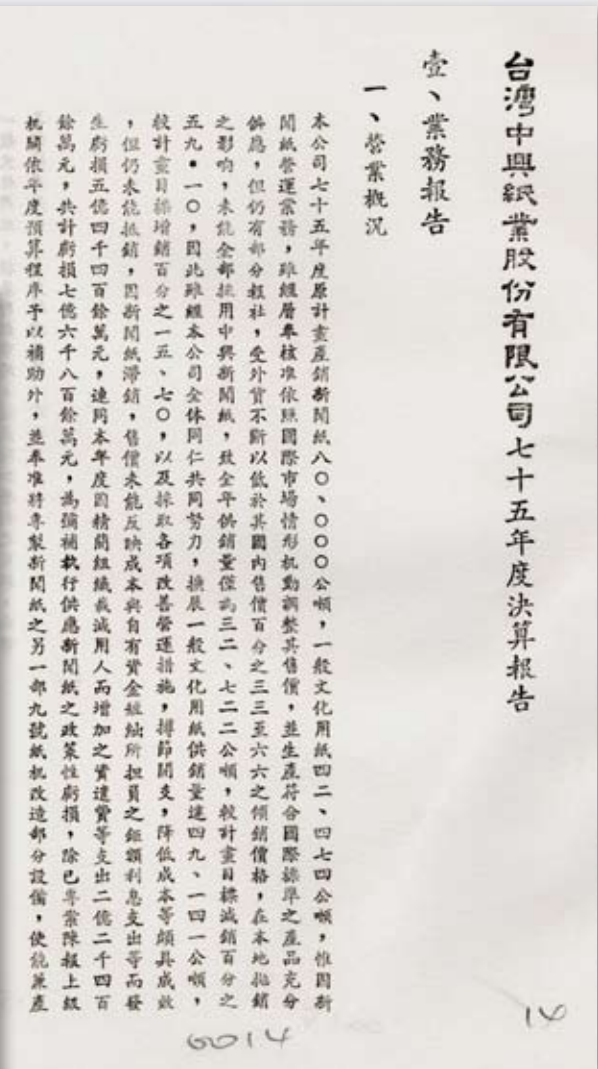 台灣中興紙業股份有限公司七十五年度決算報告
壹、業務報告
一、營業概況
本公司七十五年度原計畫產銷新聞紙八〇、〇〇〇公噸，一般文化用紙四二、四七四公噸，惟因新
聞紙營運業務，雖經層奉核准依照國際市場情形机動調整其售價，並生產符合國際標準之產品充分
供應，但仍有部分報社，受外貨不斷以低於其國內售價百分之三三至六六之傾銷價格，在本地拋銷
之影响，未能全部採用中興新聞紙，致全年供銷量僅為三二、七二二公噸，較計畫目標減銷百分之
五九•一〇，因此雖經本公司全体同仁共同努力，擴展一般文化用紙供銷量達四九、一四一公噸，
較計畫目標增銷百分之一五、七〇，以及採取各項改善營運措施，撙節開支，降低成本等頗具成效
，但仍未能抵銷，因新聞紙滯銷，售價未能反映成本與自有資金短絀所担負之鉅額利息支出等而發
生虧損五億四千四百餘萬元，連同本年度因精簡組織裁減用人而增加之資遣費等支出二億二千四百
餘萬元，共計虧損七億六千八百餘萬元，為彌補執行供應新聞紙之政策性虧損，除已專案陳報上級
机關依年度預算程序予以補助外，並奉准將專製新聞紙之另一部九號紙机改造部分設備，使能兼產
14
6014